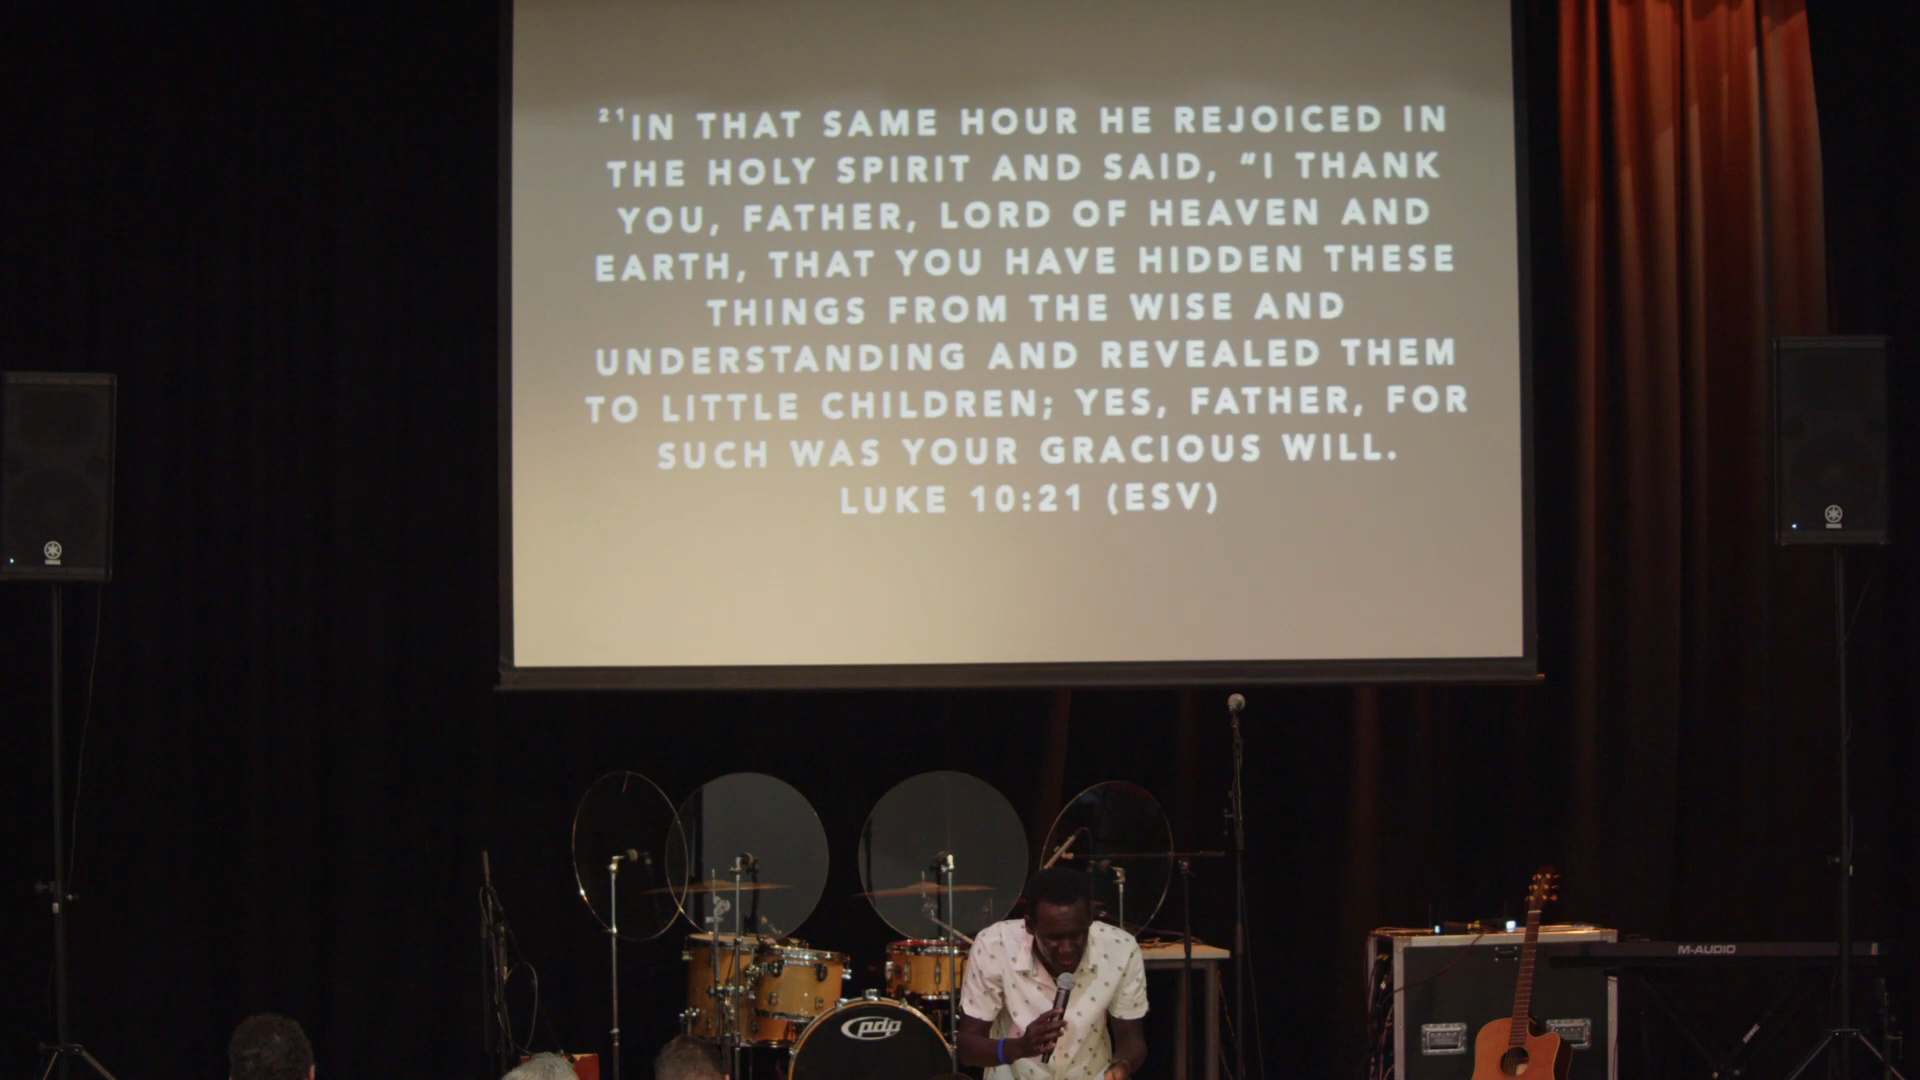 ²¹IN THAT SAME HOUR HE REJOICED IN
THE HOLY SPIRIT AND SAID, “I THANK
YOU, FATHER, LORD OF HEAVEN AND
EARTH, THAT YOU HAVE HIDDEN THESE
THINGS FROM THE WISE AND
UNDERSTANDING AND REVEALED THEM
TO LITTLE CHILDREN; YES, FATHER, FOR
SUCH WAS YOUR GRACIOUS WILL.
LUKE 10:21 (ESV)
M-AUDIO
pdp